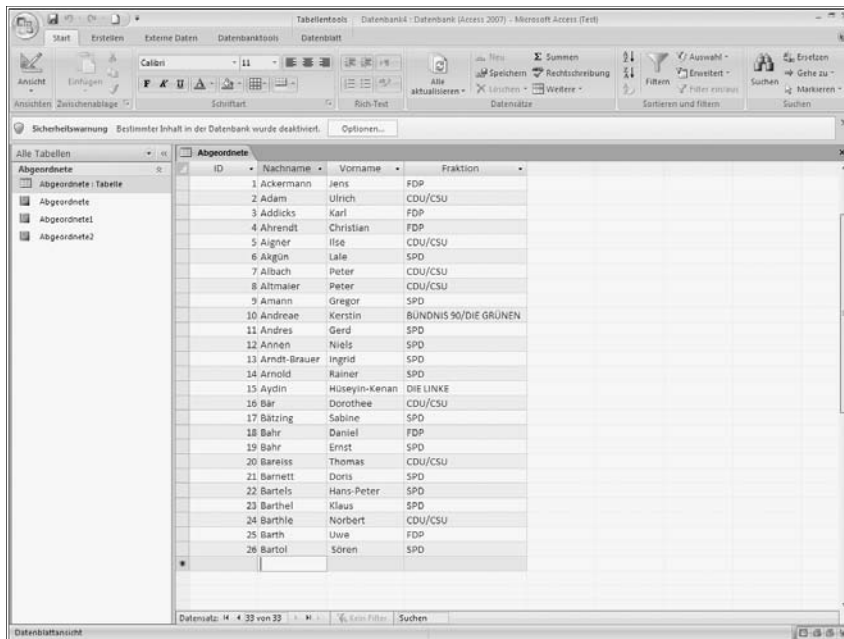 Tabellentools Datenbank4 : Datenbank (Access 2007) - Microsoft Access (Test)
Start Erstellen Externe Daten Datenbanktools Datenblatt
Ansicht
Einfügen
Calibri 11
F K U
Alle
aktualisieren
Neu
Speichern
Löschen
Summen
Rechtschreibung
Weitere
Filtern
Auswahl
Erweitert
Filter ein/aus
Suchen
Ersetzen
Gehe zu
Markieren
Ansichten Zwischenablage Schriftart Rich-Text Datensätze Sortieren und filtern Suchen
Sicherheitswarnung Bestimmter Inhalt in der Datenbank wurde deaktiviert. Optionen...
Alle Tabellen
Abgeordnete
Abgeordnete : Tabelle
Abgeordnete
Abgeordnete1
Abgeordnete2
Abgeordnete
ID Nachname Vorname Fraktion
1 Ackermann Jens FDP
2 Adam Ulrich CDU/CSU
3 Addicks Karl FDP
4 Ahrendt Christian FDP
5 Aigner Ilse CDU/CSU
6 Akgün Lale SPD
7 Albach Peter CDU/CSU
8 Altmaier Peter CDU/CSU
9 Amann Gregor SPD
10 Andreae Kerstin BÜNDNIS 90/DIE GRÜNEN
11 Andres Gerd SPD
12 Annen Niels SPD
13 Arndt-Brauer Ingrid SPD
14 Arnold Rainer SPD
15 Aydin Hüseyin-Kenan DIE LINKE
16 Bär Dorothee CDU/CSU
17 Bätzing Sabine SPD
18 Bahr Daniel FDP
19 Bahr Ernst SPD
20 Bareiss Thomas CDU/CSU
21 Barnett Doris SPD
22 Bartels Hans-Peter SPD
23 Barthel Klaus SPD
24 Barthle Norbert CDU/CSU
25 Barth Uwe FDP
26 Bartol Sören SPD
Datensatz: 33 von 33 Kein Filter Suchen
Datenblattansicht